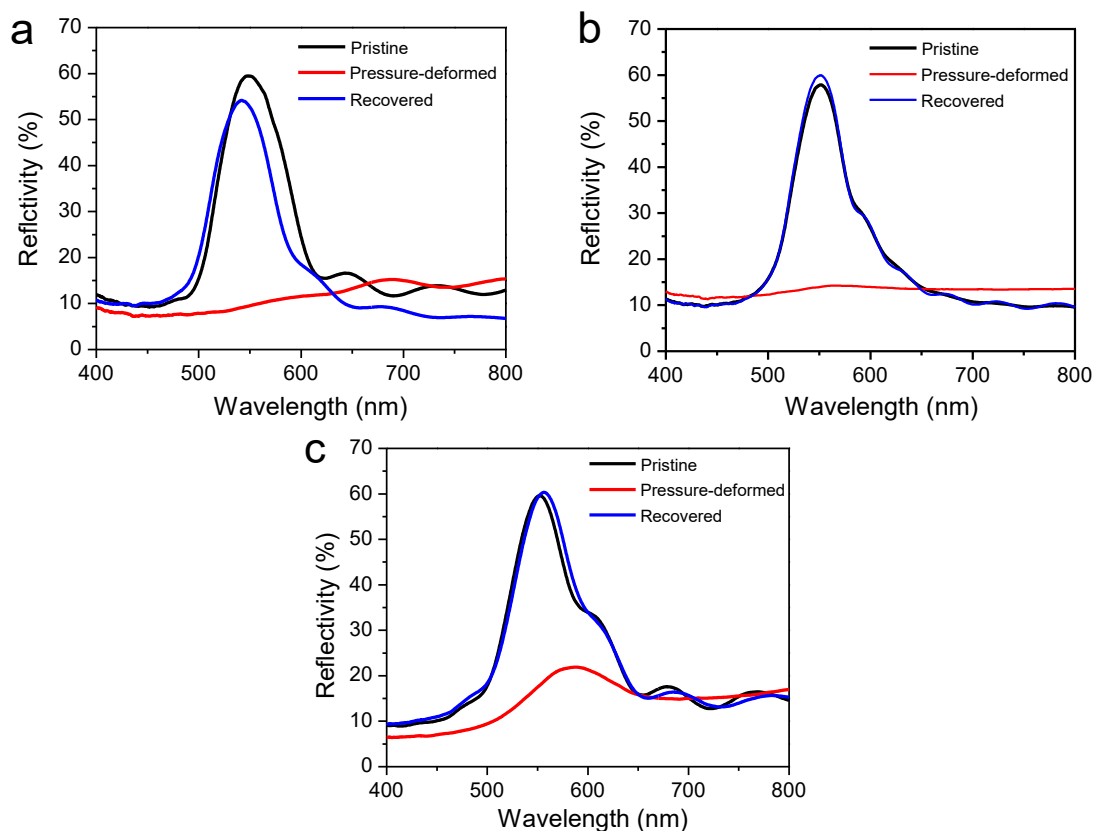 a
70
60
50
40
30
20
10
0
Reflctivity (%)
Pristine
Pressure-deformed
Recovered
400 500 600 700 800
Wavelength (nm)
b
70
60
50
40
30
20
10
0
Reflctivity (%)
Pristine
Pressure-deformed
Recovered
400 500 600 700 800
Wavelength (nm)
c
70
60
50
40
30
20
10
0
Reflectivity (%)
Pristine
Pressure-deformed
Recovered
400 500 600 700 800
Wavelength (nm)